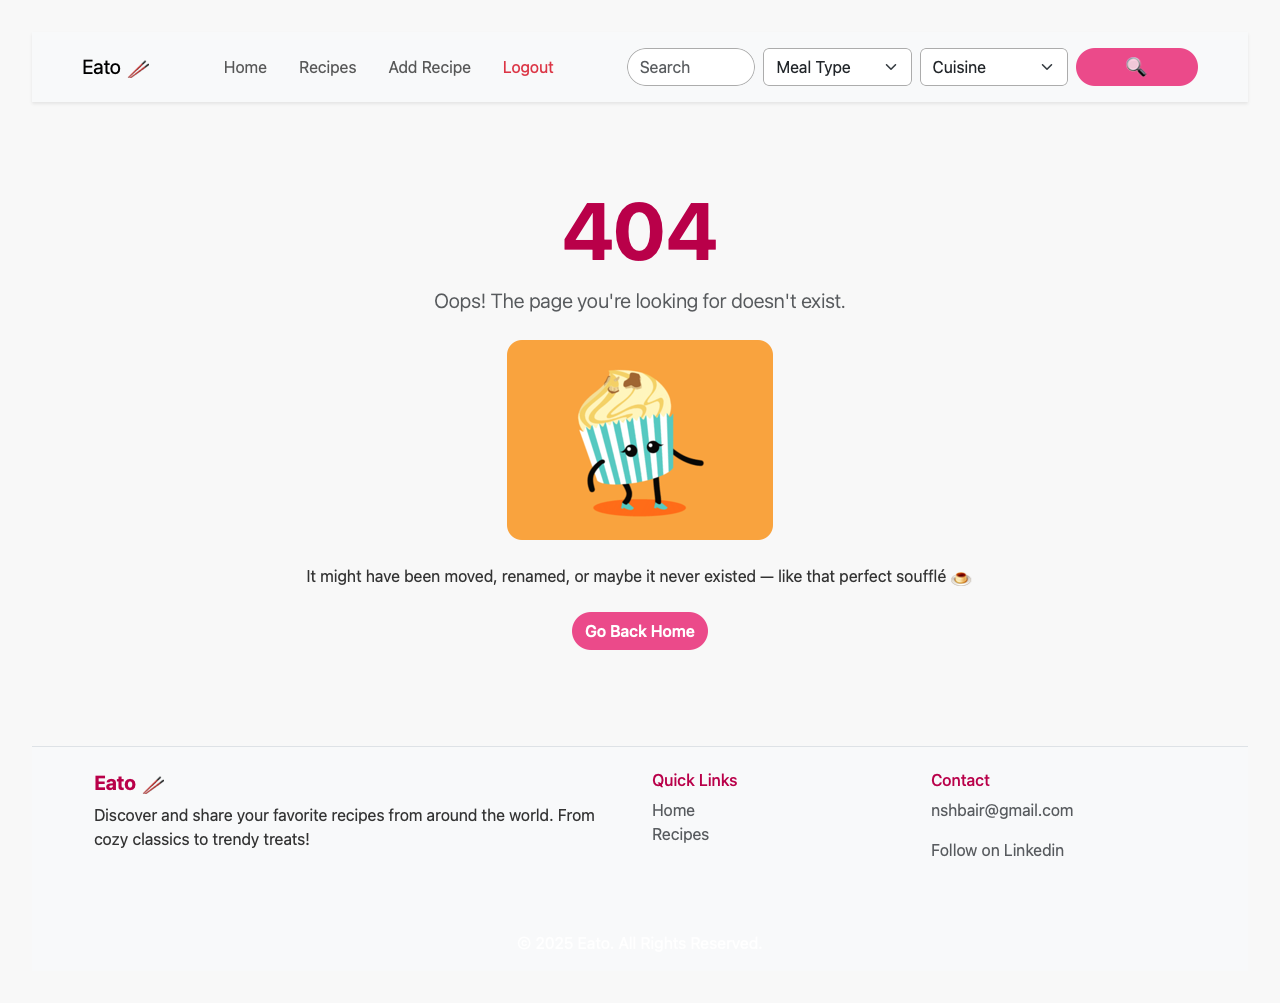 Eato
Home
Recipes
Add Recipe
Logout
Search
Meal Type
Cuisine
404
Oops! The page you're looking for doesn't exist.
It might have been moved, renamed, or maybe it never existed — like that perfect soufflé
Go Back Home
Eato
Discover and share your favorite recipes from around the world. From
cozy classics to trendy treats!
Quick Links
Home
Recipes
Contact
nshbair@gmail.com
Follow on Linkedin
© 2025 Eato. All Rights Reserved.